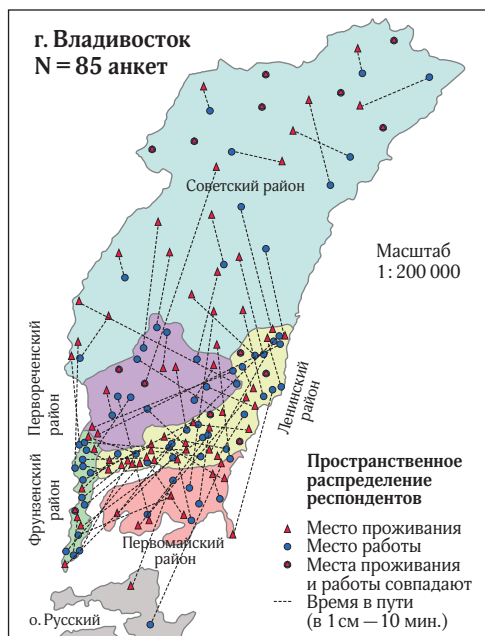 г. Владивосток
N = 85 анкет
Советский район
Масштаб
1 : 200 000
Первореченский
район
Ленинский
район
Фрунзенский
район
Первомайский
район
о. Русский
Пространственное
распределение
респондентов
Место проживания
Место работы
Места проживания
и работы совпадают
Время в пути
(в 1 см — 10 мин.)